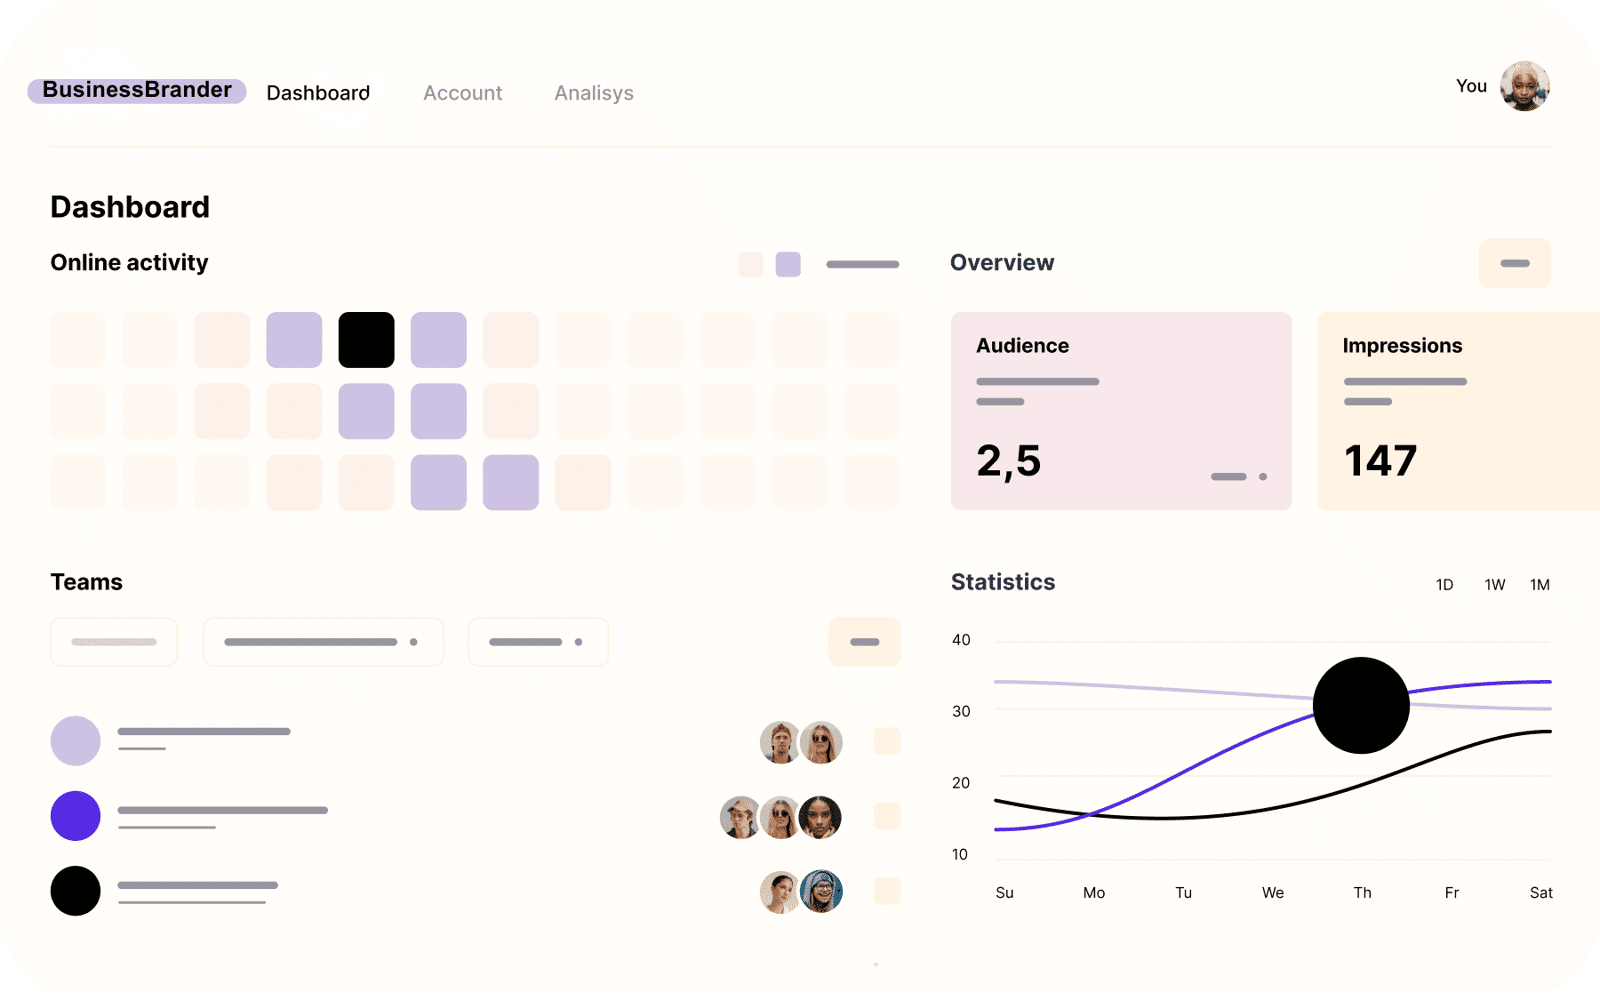 BusinessBrander Dashboard Account Analisys You
Dashboard
Online activity
Overview
Audience
2,5
Impressions
147
Teams
Statistics
1D 1W 1M
40
30
20
10
Su Mo Tu We Th Fr Sat